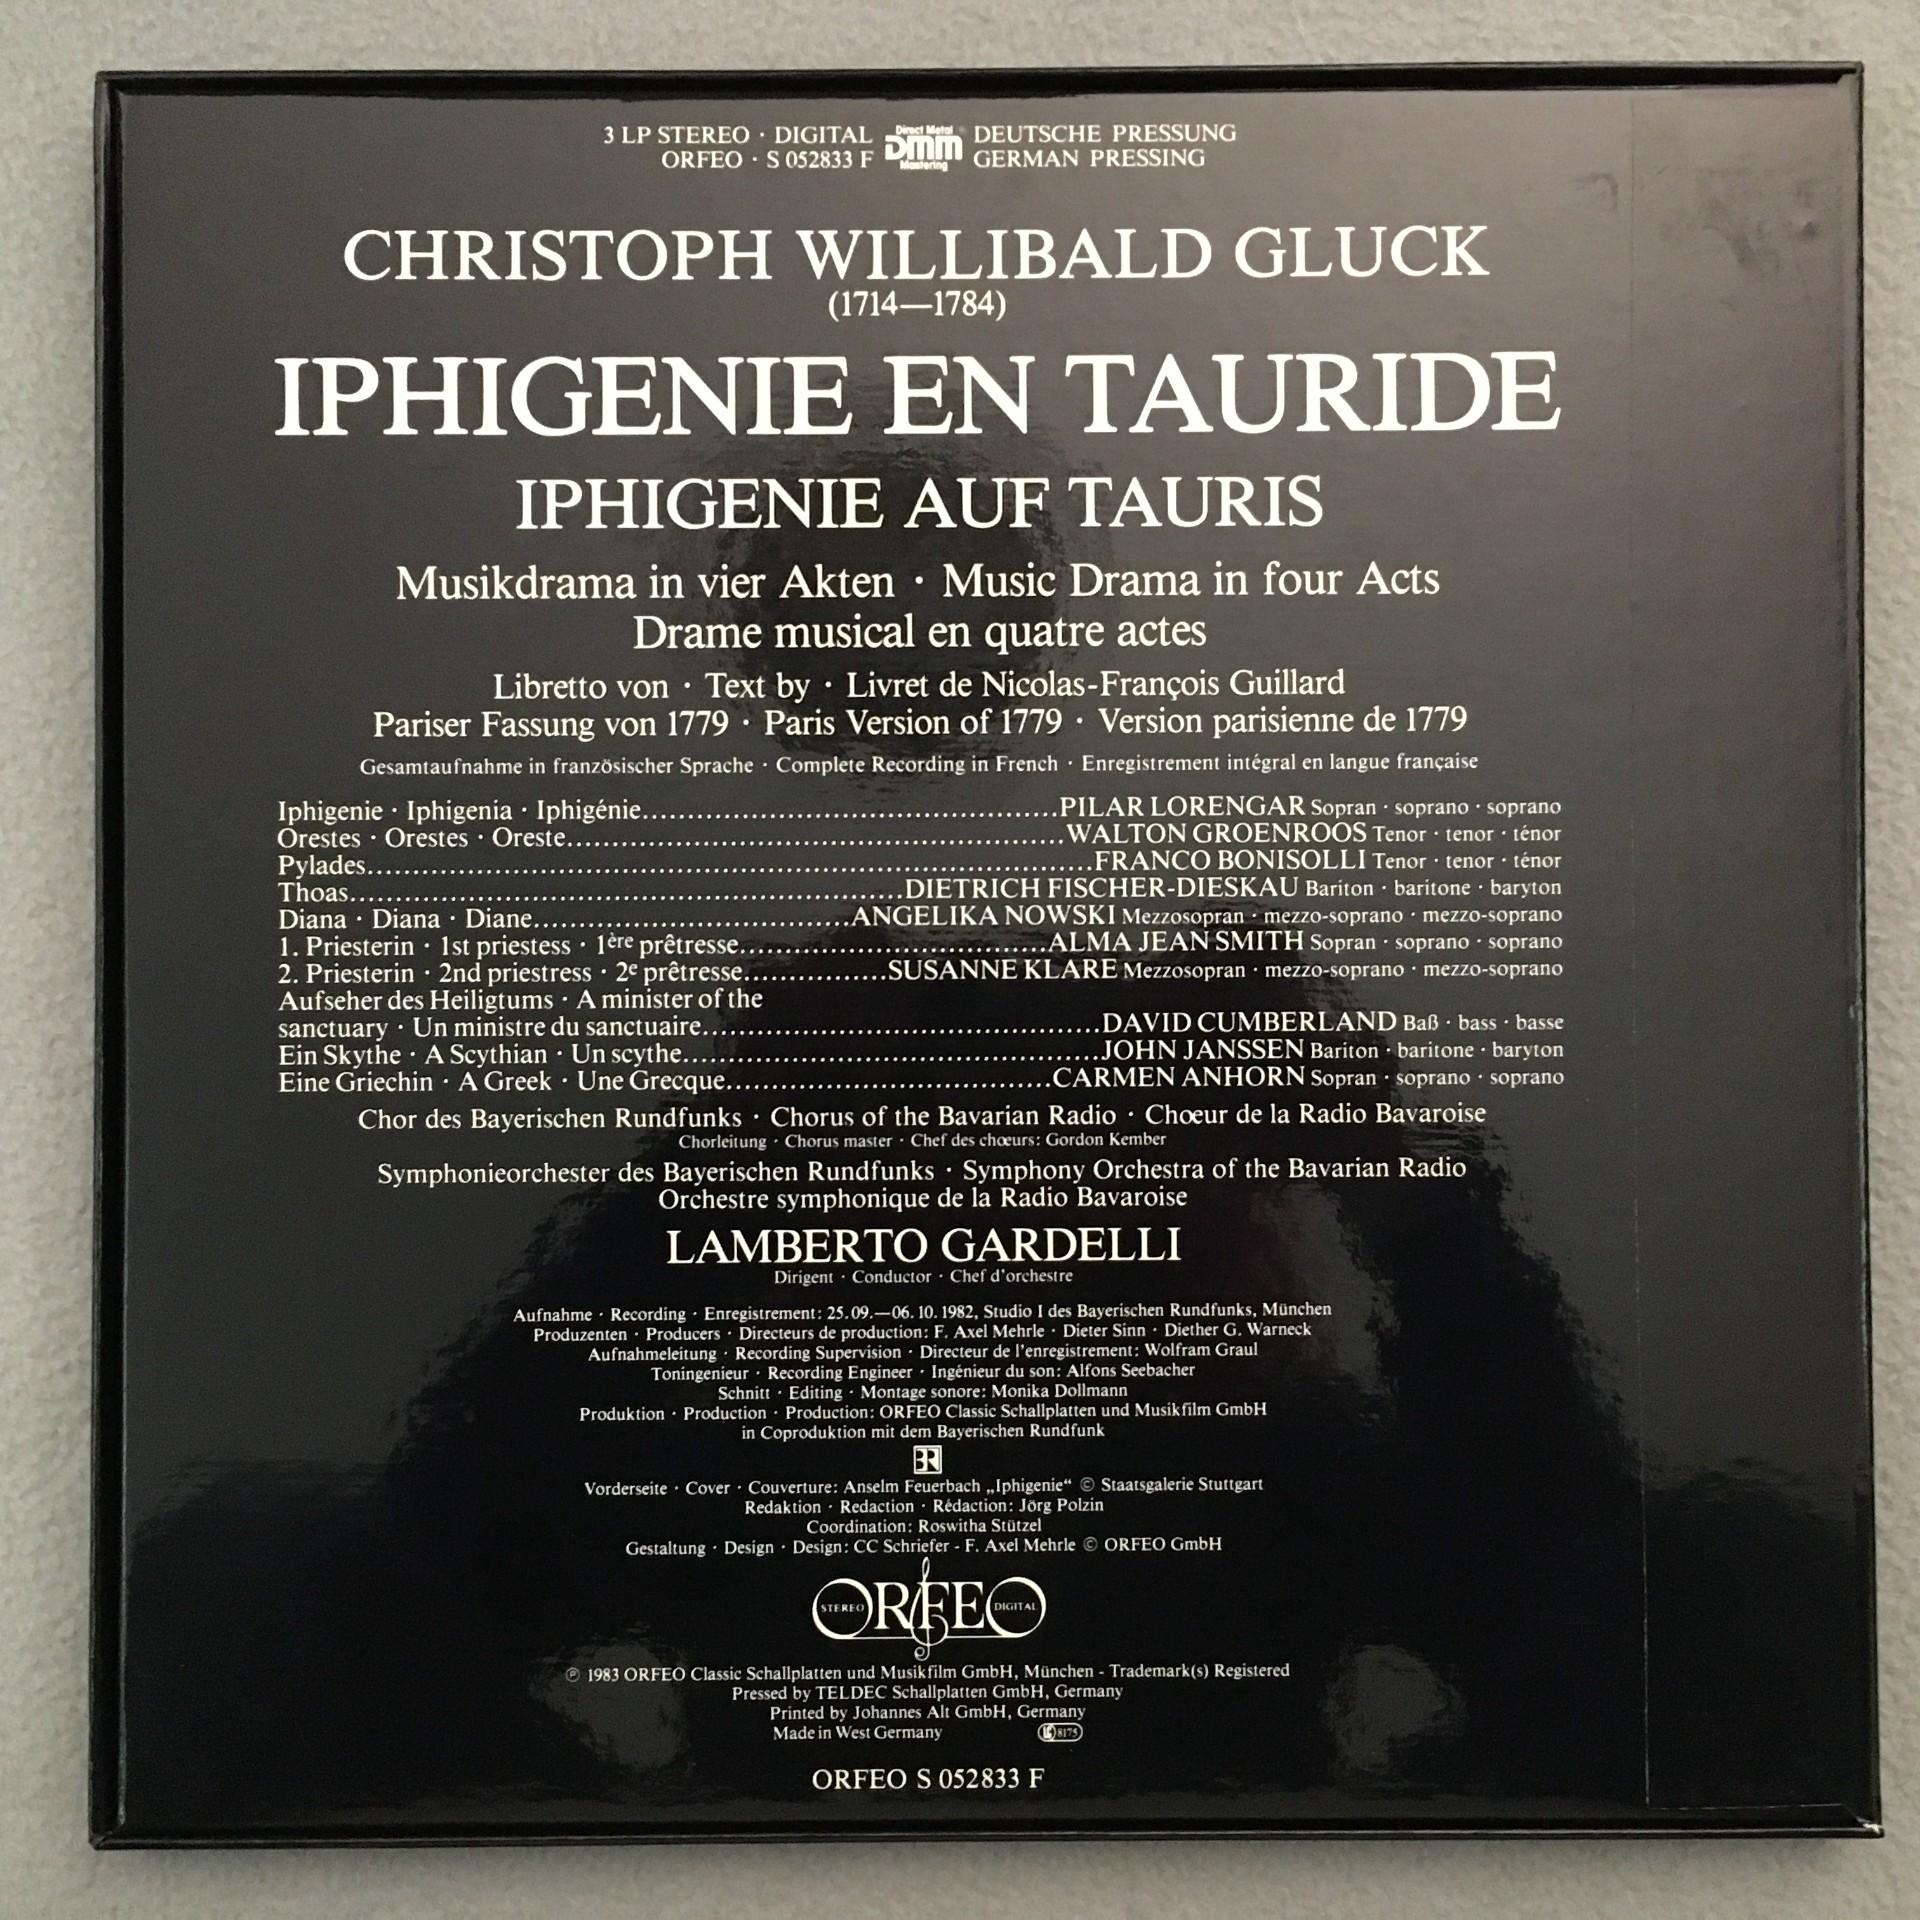 3 LP STEREO · DIGITAL Direct Metal DMM Mastering DEUTSCHE PRESSUNG
ORFEO · S 052833 F GERMAN PRESSING
CHRISTOPH WILLIBALD GLUCK
(1714—1784)
IPHIGENIE EN TAURIDE
IPHIGENIE AUF TAURIS
Musikdrama in vier Akten · Music Drama in four Acts
Drame musical en quatre actes
Libretto von · Text by · Livret de Nicolas-François Guillard
Pariser Fassung von 1779 · Paris Version of 1779 · Version parisienne de 1779
Gesamtaufnahme in französischer Sprache · Complete Recording in French · Enregistrement intégral en langue française
Iphigenie · Iphigenia · Iphigénie........................................PILAR LORENGAR Sopran · soprano · soprano
Orestes · Orestes · Oreste........................................WALTON GROENROOS Tenor · tenor · ténor
Pylades........................................FRANCO BONISOLLI Tenor · tenor · ténor
Thoas........................................DIETRICH FISCHER-DIESKAU Bariton · baritone · baryton
Diana · Diana · Diane........................................ANGELIKA NOWSKI Mezzosopran · mezzo-soprano · mezzo-soprano
1. Priesterin · 1st priestess · 1ère prêtresse........................................ALMA JEAN SMITH Sopran · soprano · soprano
2. Priesterin · 2nd priestress · 2e prêtresse................SUSANNE KLARE Mezzosopran · mezzo-soprano · mezzo-soprano
Aufseher des Heiligtums · A minister of the
sanctuary · Un ministre du sanctuaire........................................DAVID CUMBERLAND Baß · bass · basse
Ein Skythe · A Scythian · Un scythe........................................JOHN JANSSEN Bariton · baritone · baryton
Eine Griechin · A Greek · Une Grecque................................CARMEN ANHORN Sopran · soprano · soprano
Chor des Bayerischen Rundfunks · Chorus of the Bavarian Radio · Chœur de la Radio Bavaroise
Chorleitung · Chorus master · Chef des chœurs: Gordon Kember
Symphonieorchester des Bayerischen Rundfunks · Symphony Orchestra of the Bavarian Radio
Orchestre symphonique de la Radio Bavaroise
LAMBERTO GARDELLI
Dirigent · Conductor · Chef d'orchestre
Aufnahme · Recording · Enregistrement: 25.09.—06.10.1982, Studio I des Bayerischen Rundfunks, München
Produzenten · Producers · Directeurs de production: F. Axel Mehrle · Dieter Sinn · Diether G. Warneck
Aufnahmeleitung · Recording Supervision · Directeur de l'enregistrement: Wolfram Graul
Toningenieur · Recording Engineer · Ingénieur du son: Alfons Seebacher
Schnitt · Editing · Montage sonore: Monika Dollmann
Produktion · Production · Production: ORFEO Classic Schallplatten und Musikfilm GmbH
in Coproduktion mit dem Bayerischen Rundfunk
BR
Vorderseite · Cover · Couverture: Anselm Feuerbach „Iphigenie“ © Staatsgalerie Stuttgart
Redaktion · Redaction · Rédaction: Jörg Polzin
Coordination: Roswitha Stützel
Gestaltung · Design · Design: CC Schriefer - F. Axel Mehrle © ORFEO GmbH
STEREO ORFEO DIGITAL
℗ 1983 ORFEO Classic Schallplatten und Musikfilm GmbH, München - Trademark(s) Registered
Pressed by TELDEC Schallplatten GmbH, Germany
Printed by Johannes Alt GmbH, Germany
Made in West Germany LC 8175
ORFEO S 052833 F